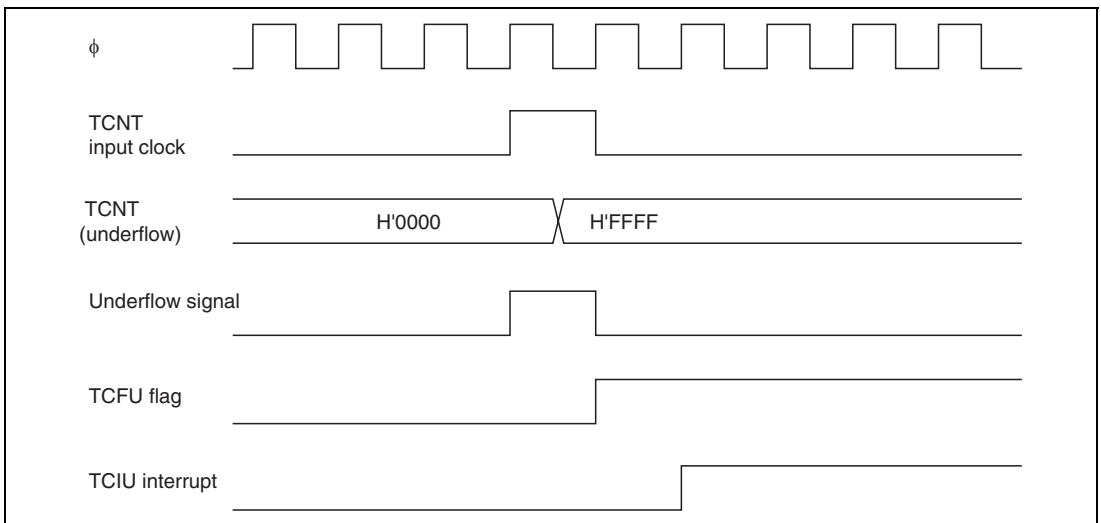 ϕ
TCNT
input clock
TCNT
(underflow)
H'0000
H'FFFF
Underflow signal
TCFU flag
TCIU interrupt